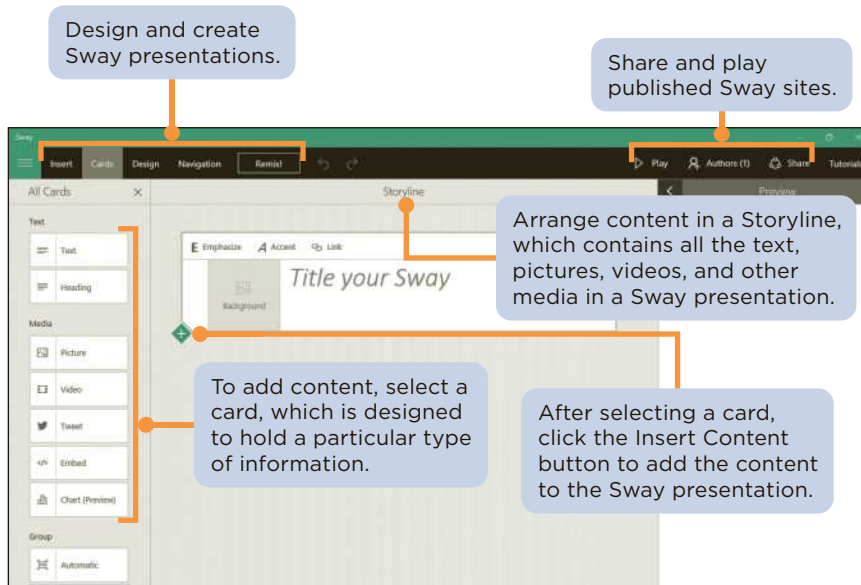 Design and create
Sway presentations.
Share and play
published Sway sites.
Sway
Insert Cards Design Navigation Remix! Play Authors (1) Share Tutorials
All Cards Storyline Preview
Text
Text
Heading
Media
Picture
Video
Tweet
Embed
Chart (Preview)
Group
Automatic
E Emphasize A Accent Link
Background
Title your Sway
Arrange content in a Storyline,
which contains all the text,
pictures, videos, and other
media in a Sway presentation.
To add content, select a
card, which is designed
to hold a particular type
of information.
After selecting a card,
click the Insert Content
button to add the content
to the Sway presentation.